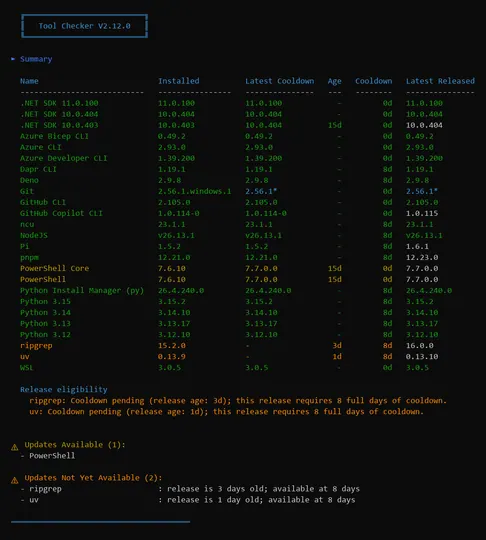 Tool Checker V2.12.0
► Summary
Name Installed Latest Cooldown Age Cooldown Latest Released
-------------------------- ---------------- --------------- --- -------- ---------------
.NET SDK 11.0.100 11.0.100 11.0.100 - 0d 11.0.100
.NET SDK 10.0.404 10.0.404 10.0.404 - 0d 10.0.404
.NET SDK 10.0.403 10.0.403 10.0.404 15d 0d 10.0.404
Azure Bicep CLI 0.49.2 0.49.2 - 0d 0.49.2
Azure CLI 2.93.0 2.93.0 - 0d 2.93.0
Azure Developer CLI 1.39.200 1.39.200 - 0d 1.39.200
Dapr CLI 1.19.1 1.19.1 - 8d 1.19.1
Deno 2.9.8 2.9.8 - 8d 2.9.8
Git 2.56.1.windows.1 2.56.1* - 0d 2.56.1*
GitHub CLI 2.105.0 2.105.0 - 0d 2.105.0
GitHub Copilot CLI 1.0.114-0 1.0.114-0 - 0d 1.0.115
ncu 23.1.1 23.1.1 - 8d 23.1.1
NodeJS v26.13.1 v26.13.1 - 8d v26.13.1
Pi 1.5.2 1.5.2 - 8d 1.6.1
pnpm 12.21.0 12.21.0 - 0d 12.23.0
PowerShell Core 7.6.10 7.7.0.0 15d 0d 7.7.0.0
PowerShell 7.6.10 7.7.0.0 15d 0d 7.7.0.0
Python Install Manager (py) 26.4.240.0 26.4.240.0 - 0d 26.4.240.0
Python 3.15 3.15.2 3.15.2 - 8d 3.15.2
Python 3.14 3.14.10 3.14.10 - 8d 3.14.10
Python 3.13 3.13.17 3.13.17 - 8d 3.13.17
Python 3.12 3.12.10 3.12.10 - 8d 3.12.10
ripgrep 15.2.0 - 3d 8d 16.0.0
uv 0.13.9 - 1d 8d 0.13.10
WSL 3.0.5 3.0.5 - 0d 3.0.5
Release eligibility
ripgrep: Cooldown pending (release age: 3d); this release requires 8 full days of cooldown.
uv: Cooldown pending (release age: 1d); this release requires 8 full days of cooldown.
⚠ Updates Available (1):
- PowerShell
⚠ Updates Not Yet Available (2):
- ripgrep : release is 3 days old; available at 8 days
- uv : release is 1 day old; available at 8 days